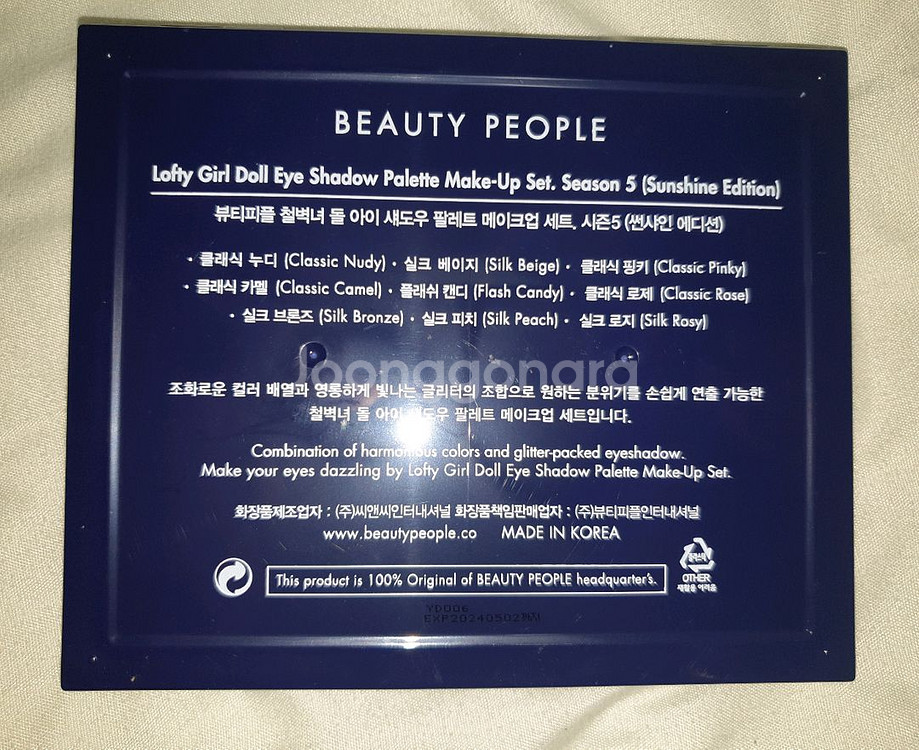 BEAUTY PEOPLE
Lofty Girl Doll Eye Shadow Palette Make-Up Set. Season 5 (Sunshine Edition)
뷰티피플 철벽녀 돌 아이 섀도우 팔레트 메이크업 세트. 시즌5 (썬샤인 에디션)
• 클래식 누디 (Classic Nudy) • 실크 베이지 (Silk Beige) • 클래식 핑키 (Classic Pinky)
• 클래식 카멜 (Classic Camel) • 플래쉬 캔디 (Flash Candy) • 클래식 로제 (Classic Rose)
• 실크 브론즈 (Silk Bronze) • 실크 피치 (Silk Peach) • 실크 로지 (Silk Rosy)
Joonggonara
조화로운 컬러 배열과 영롱하게 빛나는 글리터의 조합으로 원하는 분위기를 손쉽게 연출 가능한
철벽녀 돌 아이 섀도우 팔레트 메이크업 세트입니다.
Combination of harmonious colors and glitter-packed eyeshadow.
Make your eyes dazzling by Lofty Girl Doll Eye Shadow Palette Make-Up Set.
화장품제조업자 : (주)씨앤씨인터내셔널 화장품책임판매업자 : (주)뷰티피플인터내셔널
www.beautypeople.co MADE IN KOREA
This product is 100% Original of BEAUTY PEOPLE headquarter's.
플라스틱
OTHER
재활용 어려움
YD006
EXP20240502까지